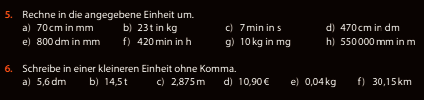 5. Rechne in die angegebene Einheit um.
a) 70 cm in mm b) 23 t in kg c) 7 min in s d) 470 cm in dm
e) 800 dm in mm f) 420 min in h g) 10 kg in mg h) 550 000 mm in m
6. Schreibe in einer kleineren Einheit ohne Komma.
a) 5,6 dm b) 14,5 t c) 2,875 m d) 10,90 € e) 0,04 kg f) 30,15 km